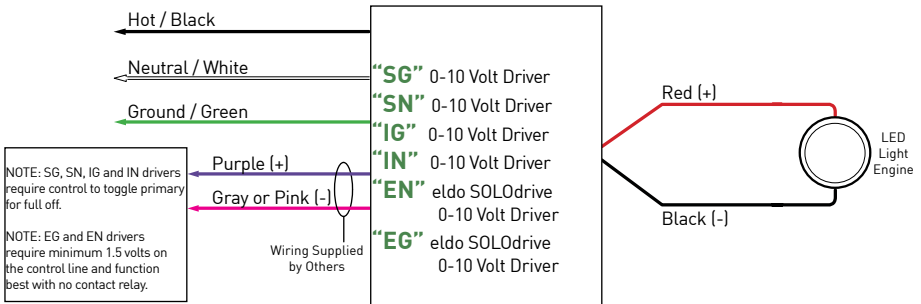 Hot / Black
Neutral / White
Ground / Green
NOTE: SG, SN, IG and IN drivers
require control to toggle primary
for full off.
NOTE: EG and EN drivers
require minimum 1.5 volts on
the control line and function
best with no contact relay.
Purple (+)
Gray or Pink (-)
Wiring Supplied
by Others
“SG” 0-10 Volt Driver
“SN” 0-10 Volt Driver
“IG” 0-10 Volt Driver
“IN” 0-10 Volt Driver
“EN” eldo SOLOdrive
0-10 Volt Driver
“EG” eldo SOLOdrive
0-10 Volt Driver
Red (+)
Black (-)
LED
Light
Engine